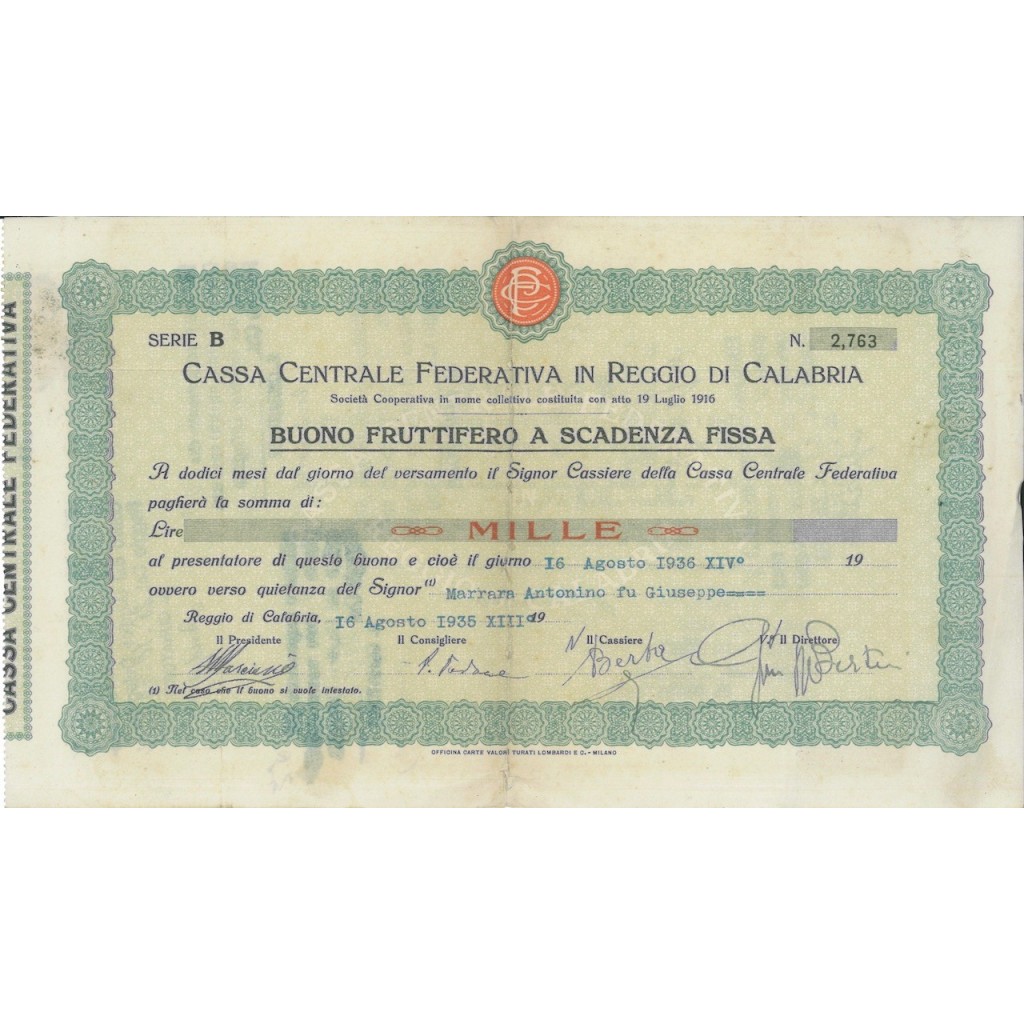 CASSA CENTRALE FEDERATIVA
SERIE B
N. 2,763
CASSA CENTRALE FEDERATIVA IN REGGIO DI CALABRIA
Società Cooperativa in nome collettivo costituita con atto 19 Luglio 1916
BUONO FRUTTIFERO A SCADENZA FISSA
A dodici mesi dal giorno del versamento il Signor Cassiere della Cassa Centrale Federativa
pagherà la somma di:
Lire MILLE
al presentatore di questo buono e cioè il giorno 16 Agosto 1936 XIV° 19
ovvero verso quietanza del Signor (1) Marrara Antonino fu Giuseppe====
Reggio di Calabria, 16 Agosto 1935 XIII° 19
Il Presidente Il Consigliere Il Cassiere Il Direttore
Berba
(1) Nel caso che il buono si vuole intestato.
OFFICINA CARTE VALORI TURATI LOMBARDI E C. - MILANO